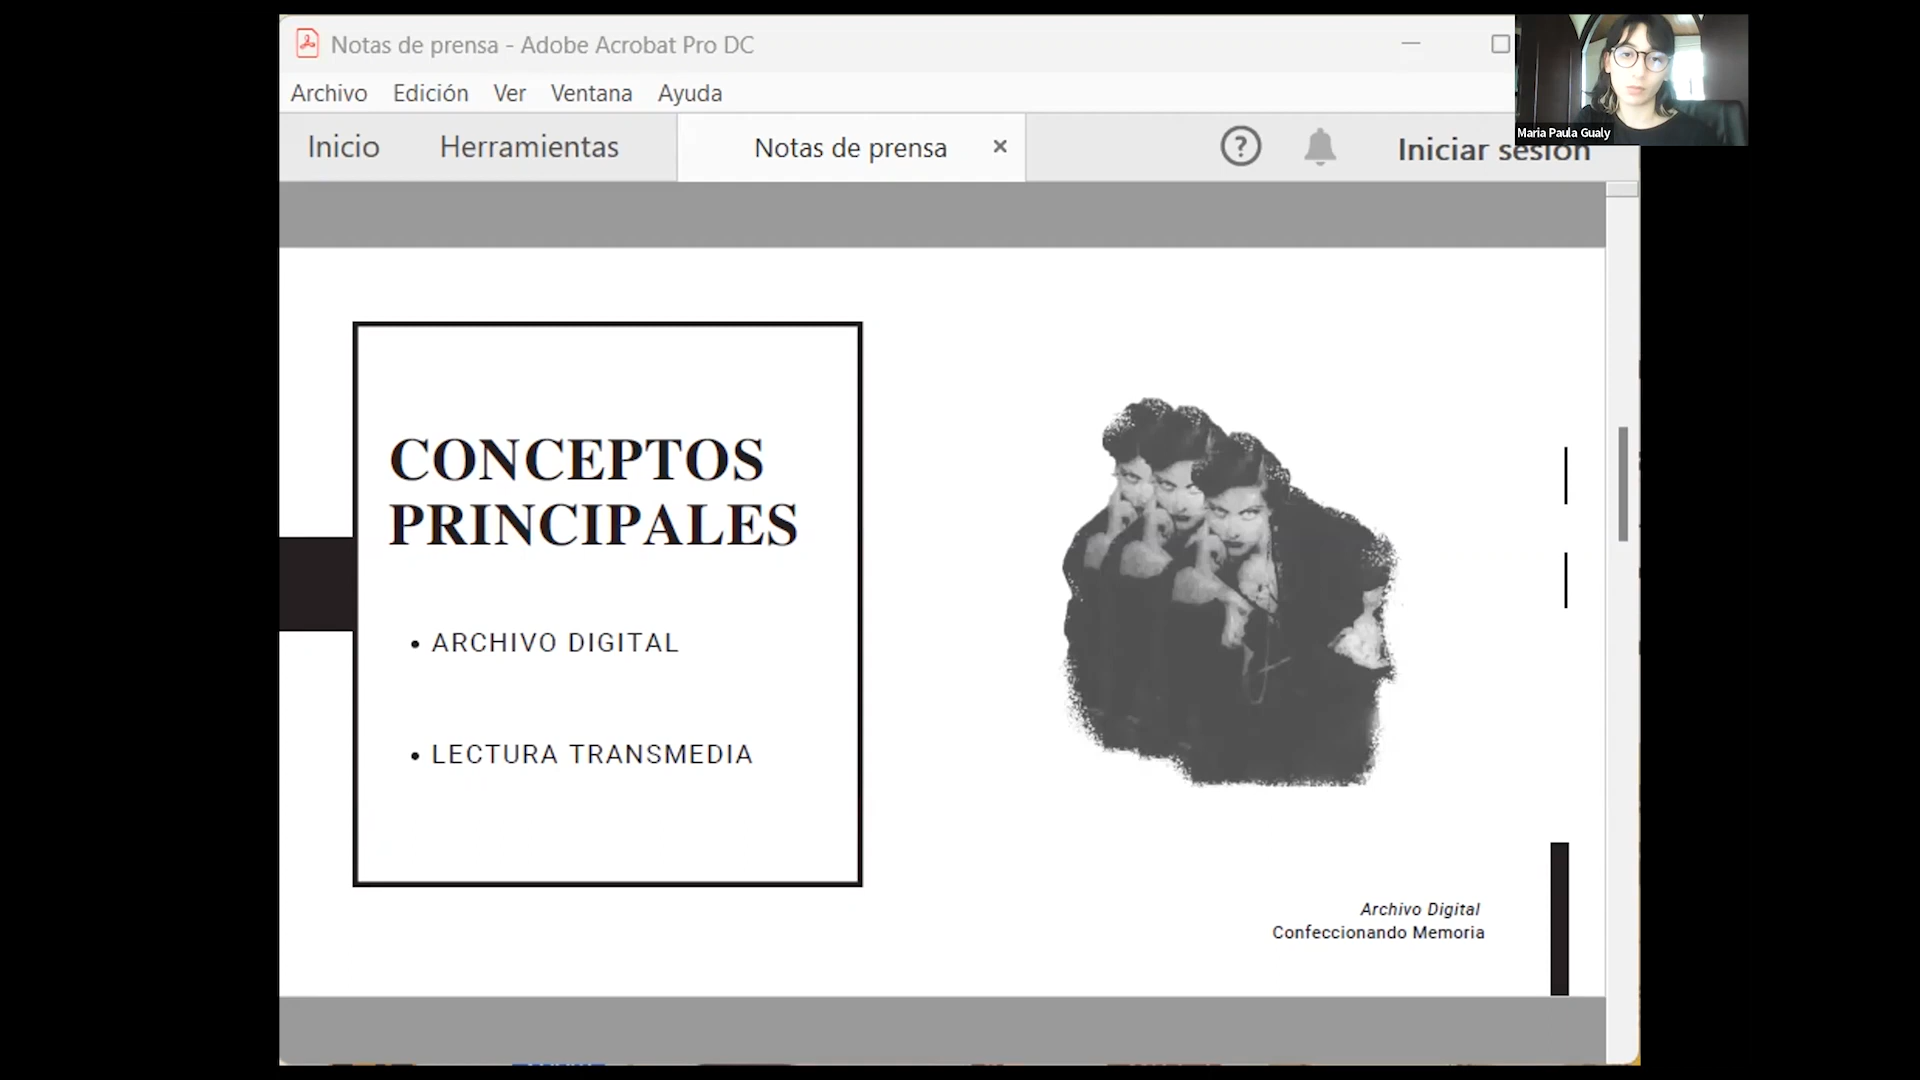 Notas de prensa - Adobe Acrobat Pro DC
Archivo Edición Ver Ventana Ayuda
Inicio Herramientas Notas de prensa Iniciar sesión
Maria Paula Gualy
CONCEPTOS
PRINCIPALES
• ARCHIVO DIGITAL
• LECTURA TRANSMEDIA
Archivo Digital
Confeccionando Memoria